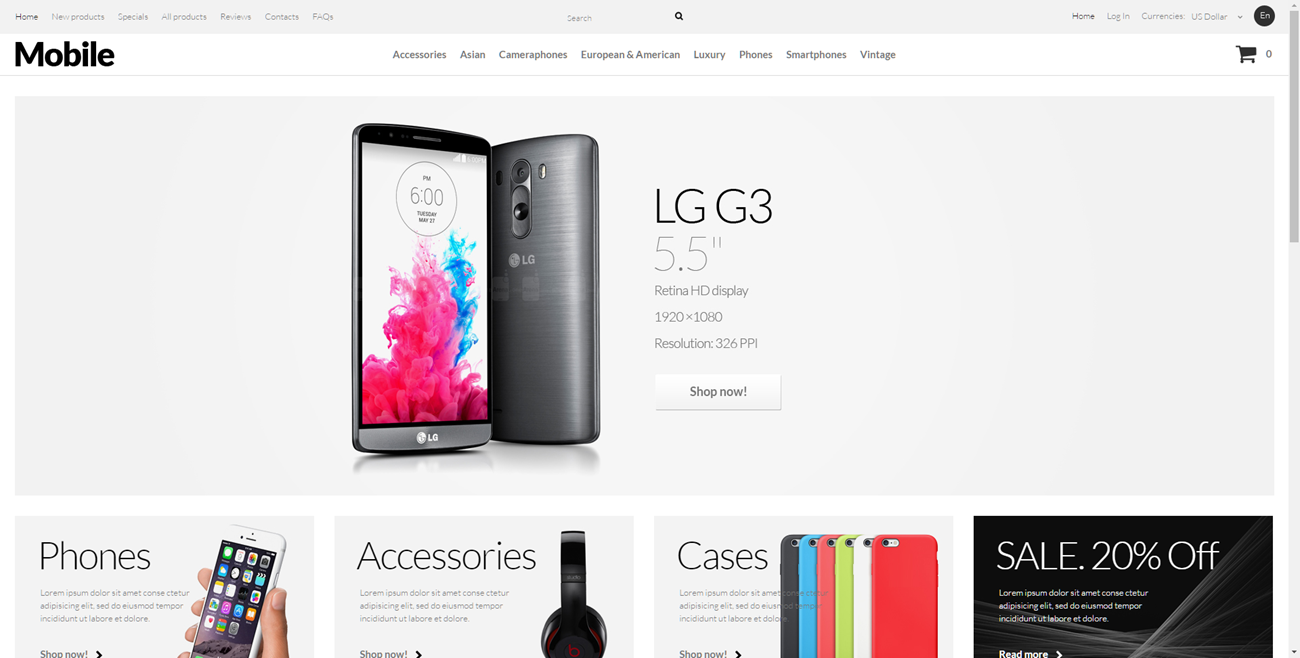 Home New products Specials All products Reviews Contacts FAQs Search Home Log In Currencies: US Dollar En
Mobile Accessories Asian Cameraphones European & American Luxury Phones Smartphones Vintage 0
PM
6:00
TUESDAY
MAY 27
LG
LG
LG G3
5.5"
Retina HD display
1920 ×1080
Resolution: 326 PPI
Shop now!
Phones
Lorem ipsum dolor sit amet conse ctetur
adipisicing elit, sed do eiusmod tempor
incididunt ut labore et dolore.
Shop now!
Accessories
Lorem ipsum dolor sit amet conse ctetur
adipisicing elit, sed do eiusmod tempor
incididunt ut labore et dolore.
Shop now!
Cases
Lorem ipsum dolor sit amet conse ctetur
adipisicing elit, sed do eiusmod tempor
incididunt ut labore et dolore.
Shop now!
SALE. 20% Off
Lorem ipsum dolor sit amet conse ctetur
adipisicing elit, sed do eiusmod tempor
incididunt ut labore et dolore.
Read more